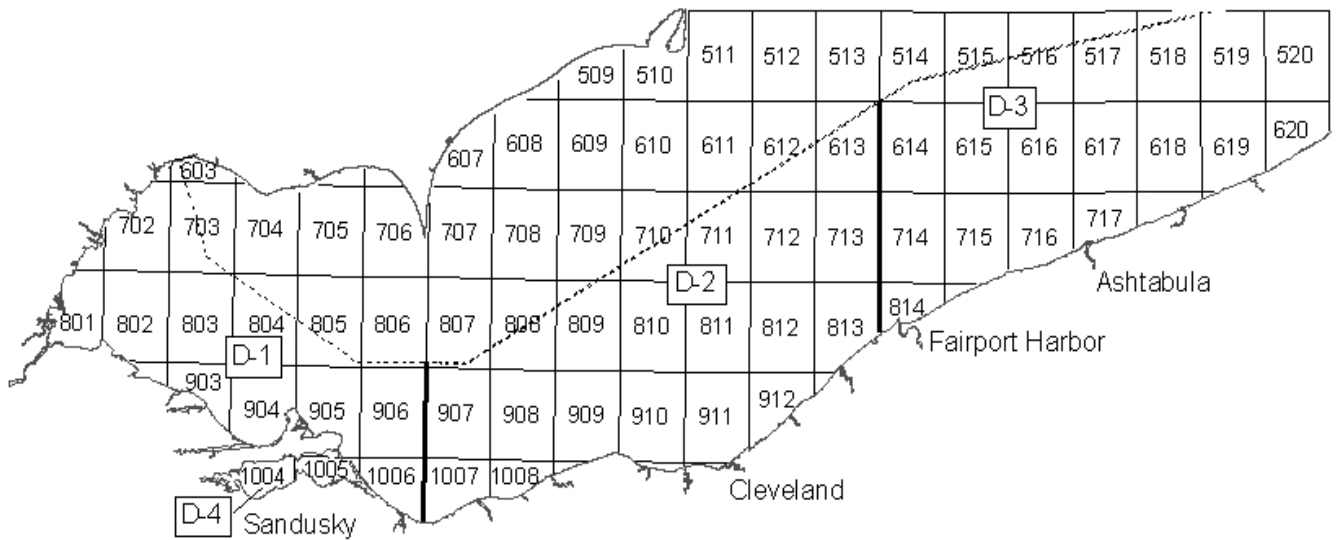 511 512 513 514 515 516 517 518 519 520
509 510
D-3
607 608 609 610 611 612 613 614 615 616 617 618 619 620
603
702 703 704 705 706 707 708 709 710 711 712 713 714 715 716 717
D-2
Ashtabula
801 802 803 804 805 806 807 808 809 810 811 812 813 814
Fairport Harbor
D-1
903 904 905 906 907 908 909 910 911 912
1004 1005 1006 1007 1008
Cleveland
D-4
Sandusky